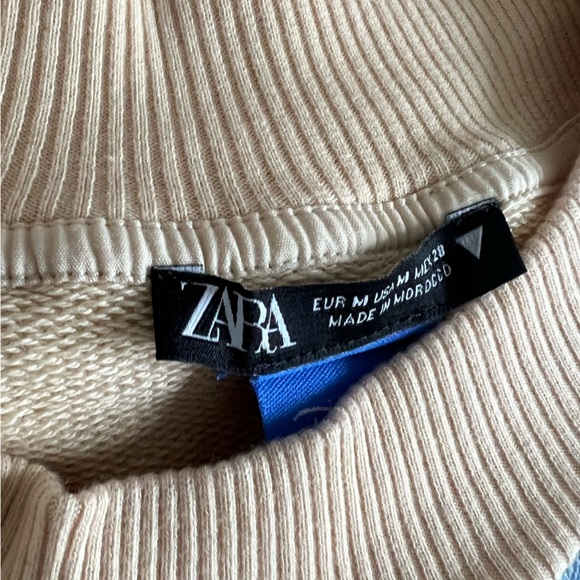 ZARA
EUR M USA M MEX 28
MADE IN MOROCCO